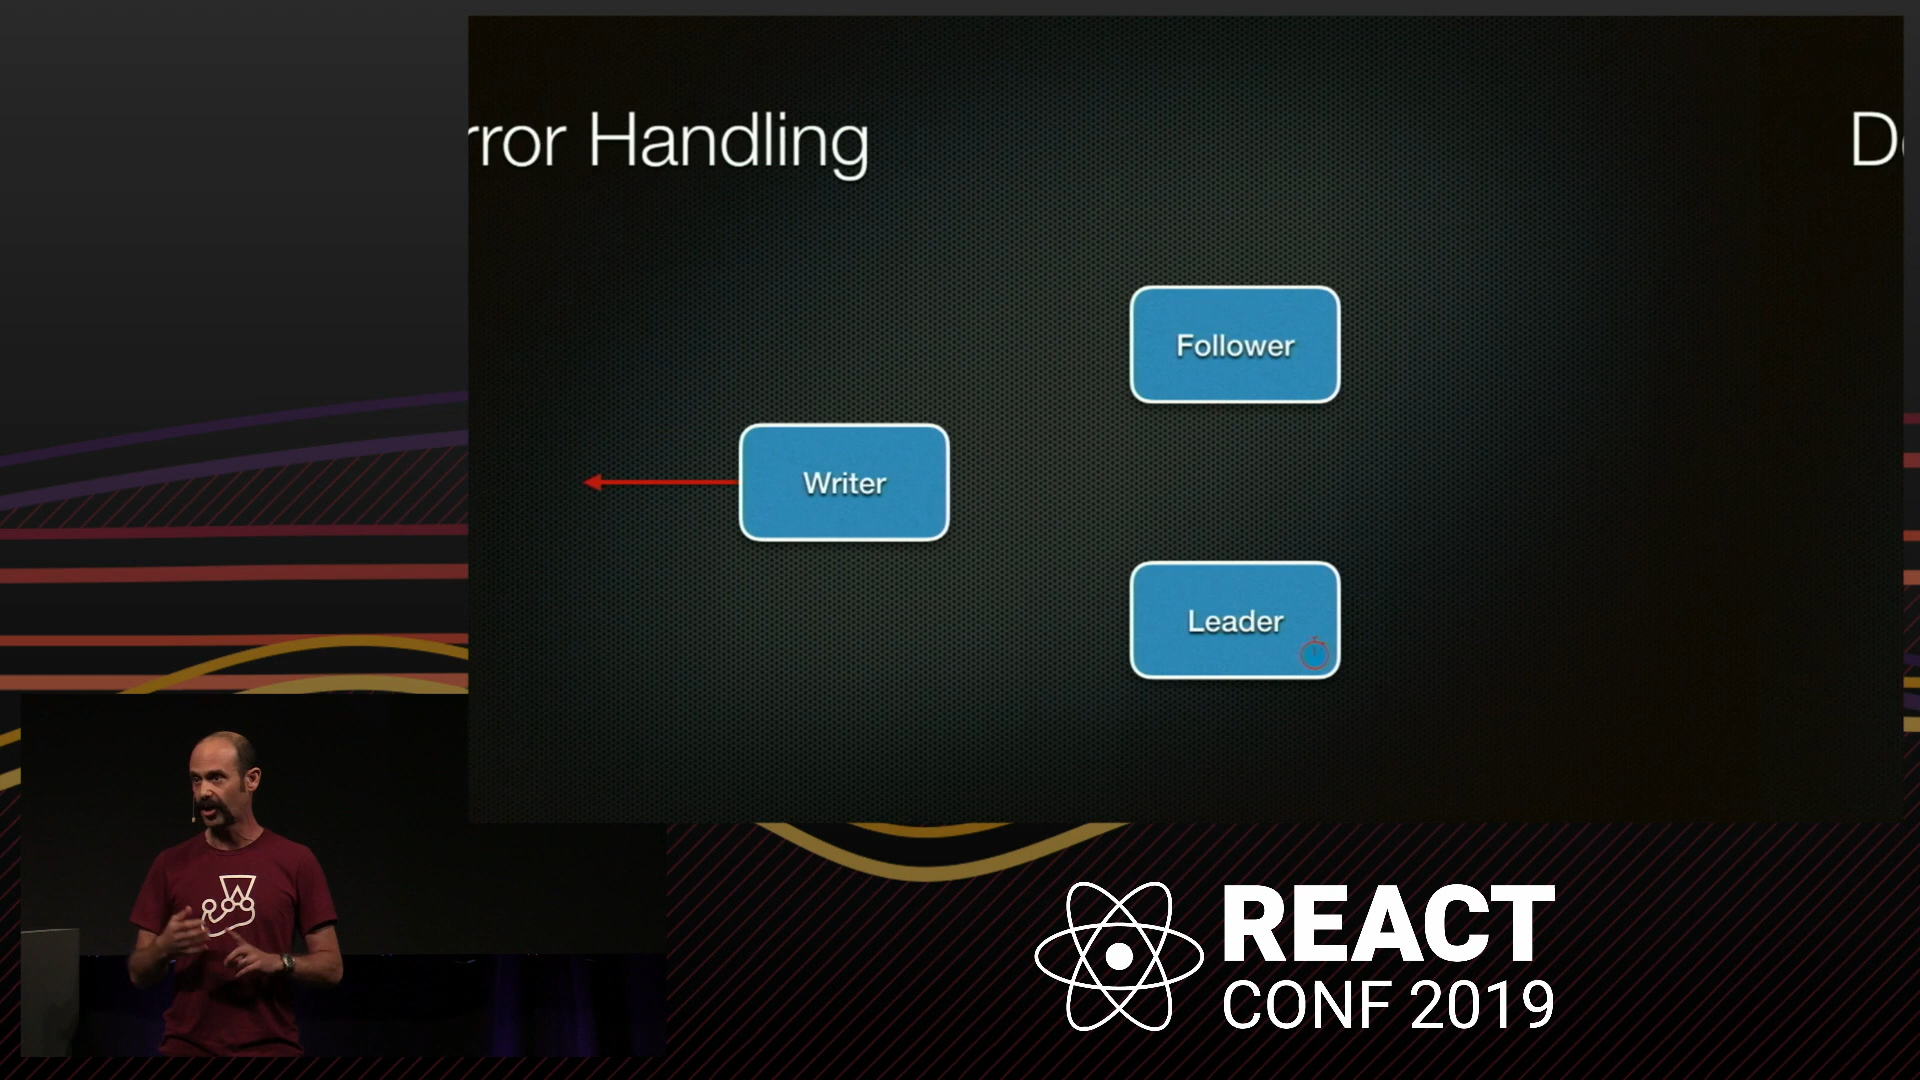 rror Handling
D
Follower
Writer
Leader
REACT
CONF 2019